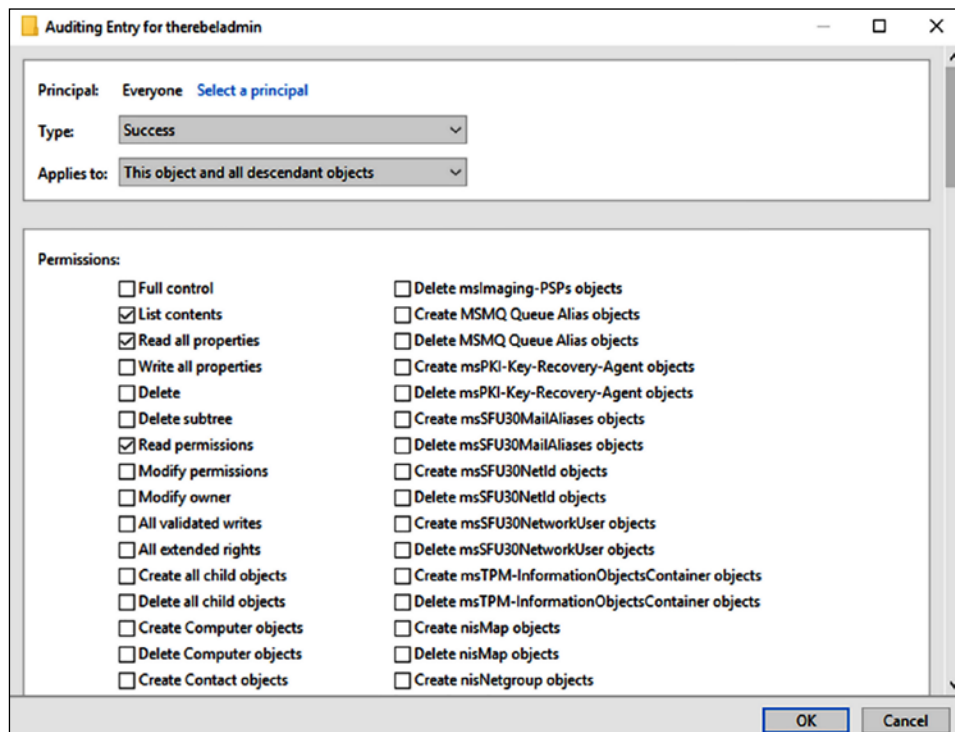 Auditing Entry for therebeladmin
Principal: Everyone Select a principal
Type: Success
Applies to: This object and all descendant objects
Permissions:
Full control
List contents
Read all properties
Write all properties
Delete
Delete subtree
Read permissions
Modify permissions
Modify owner
All validated writes
All extended rights
Create all child objects
Delete all child objects
Create Computer objects
Delete Computer objects
Create Contact objects
Delete msImaging-PSPs objects
Create MSMQ Queue Alias objects
Delete MSMQ Queue Alias objects
Create msPKI-Key-Recovery-Agent objects
Delete msPKI-Key-Recovery-Agent objects
Create msSFU30MailAliases objects
Delete msSFU30MailAliases objects
Create msSFU30NetId objects
Delete msSFU30NetId objects
Create msSFU30NetworkUser objects
Delete msSFU30NetworkUser objects
Create msTPM-InformationObjectsContainer objects
Delete msTPM-InformationObjectsContainer objects
Create nisMap objects
Delete nisMap objects
Create nisNetgroup objects
OK
Cancel